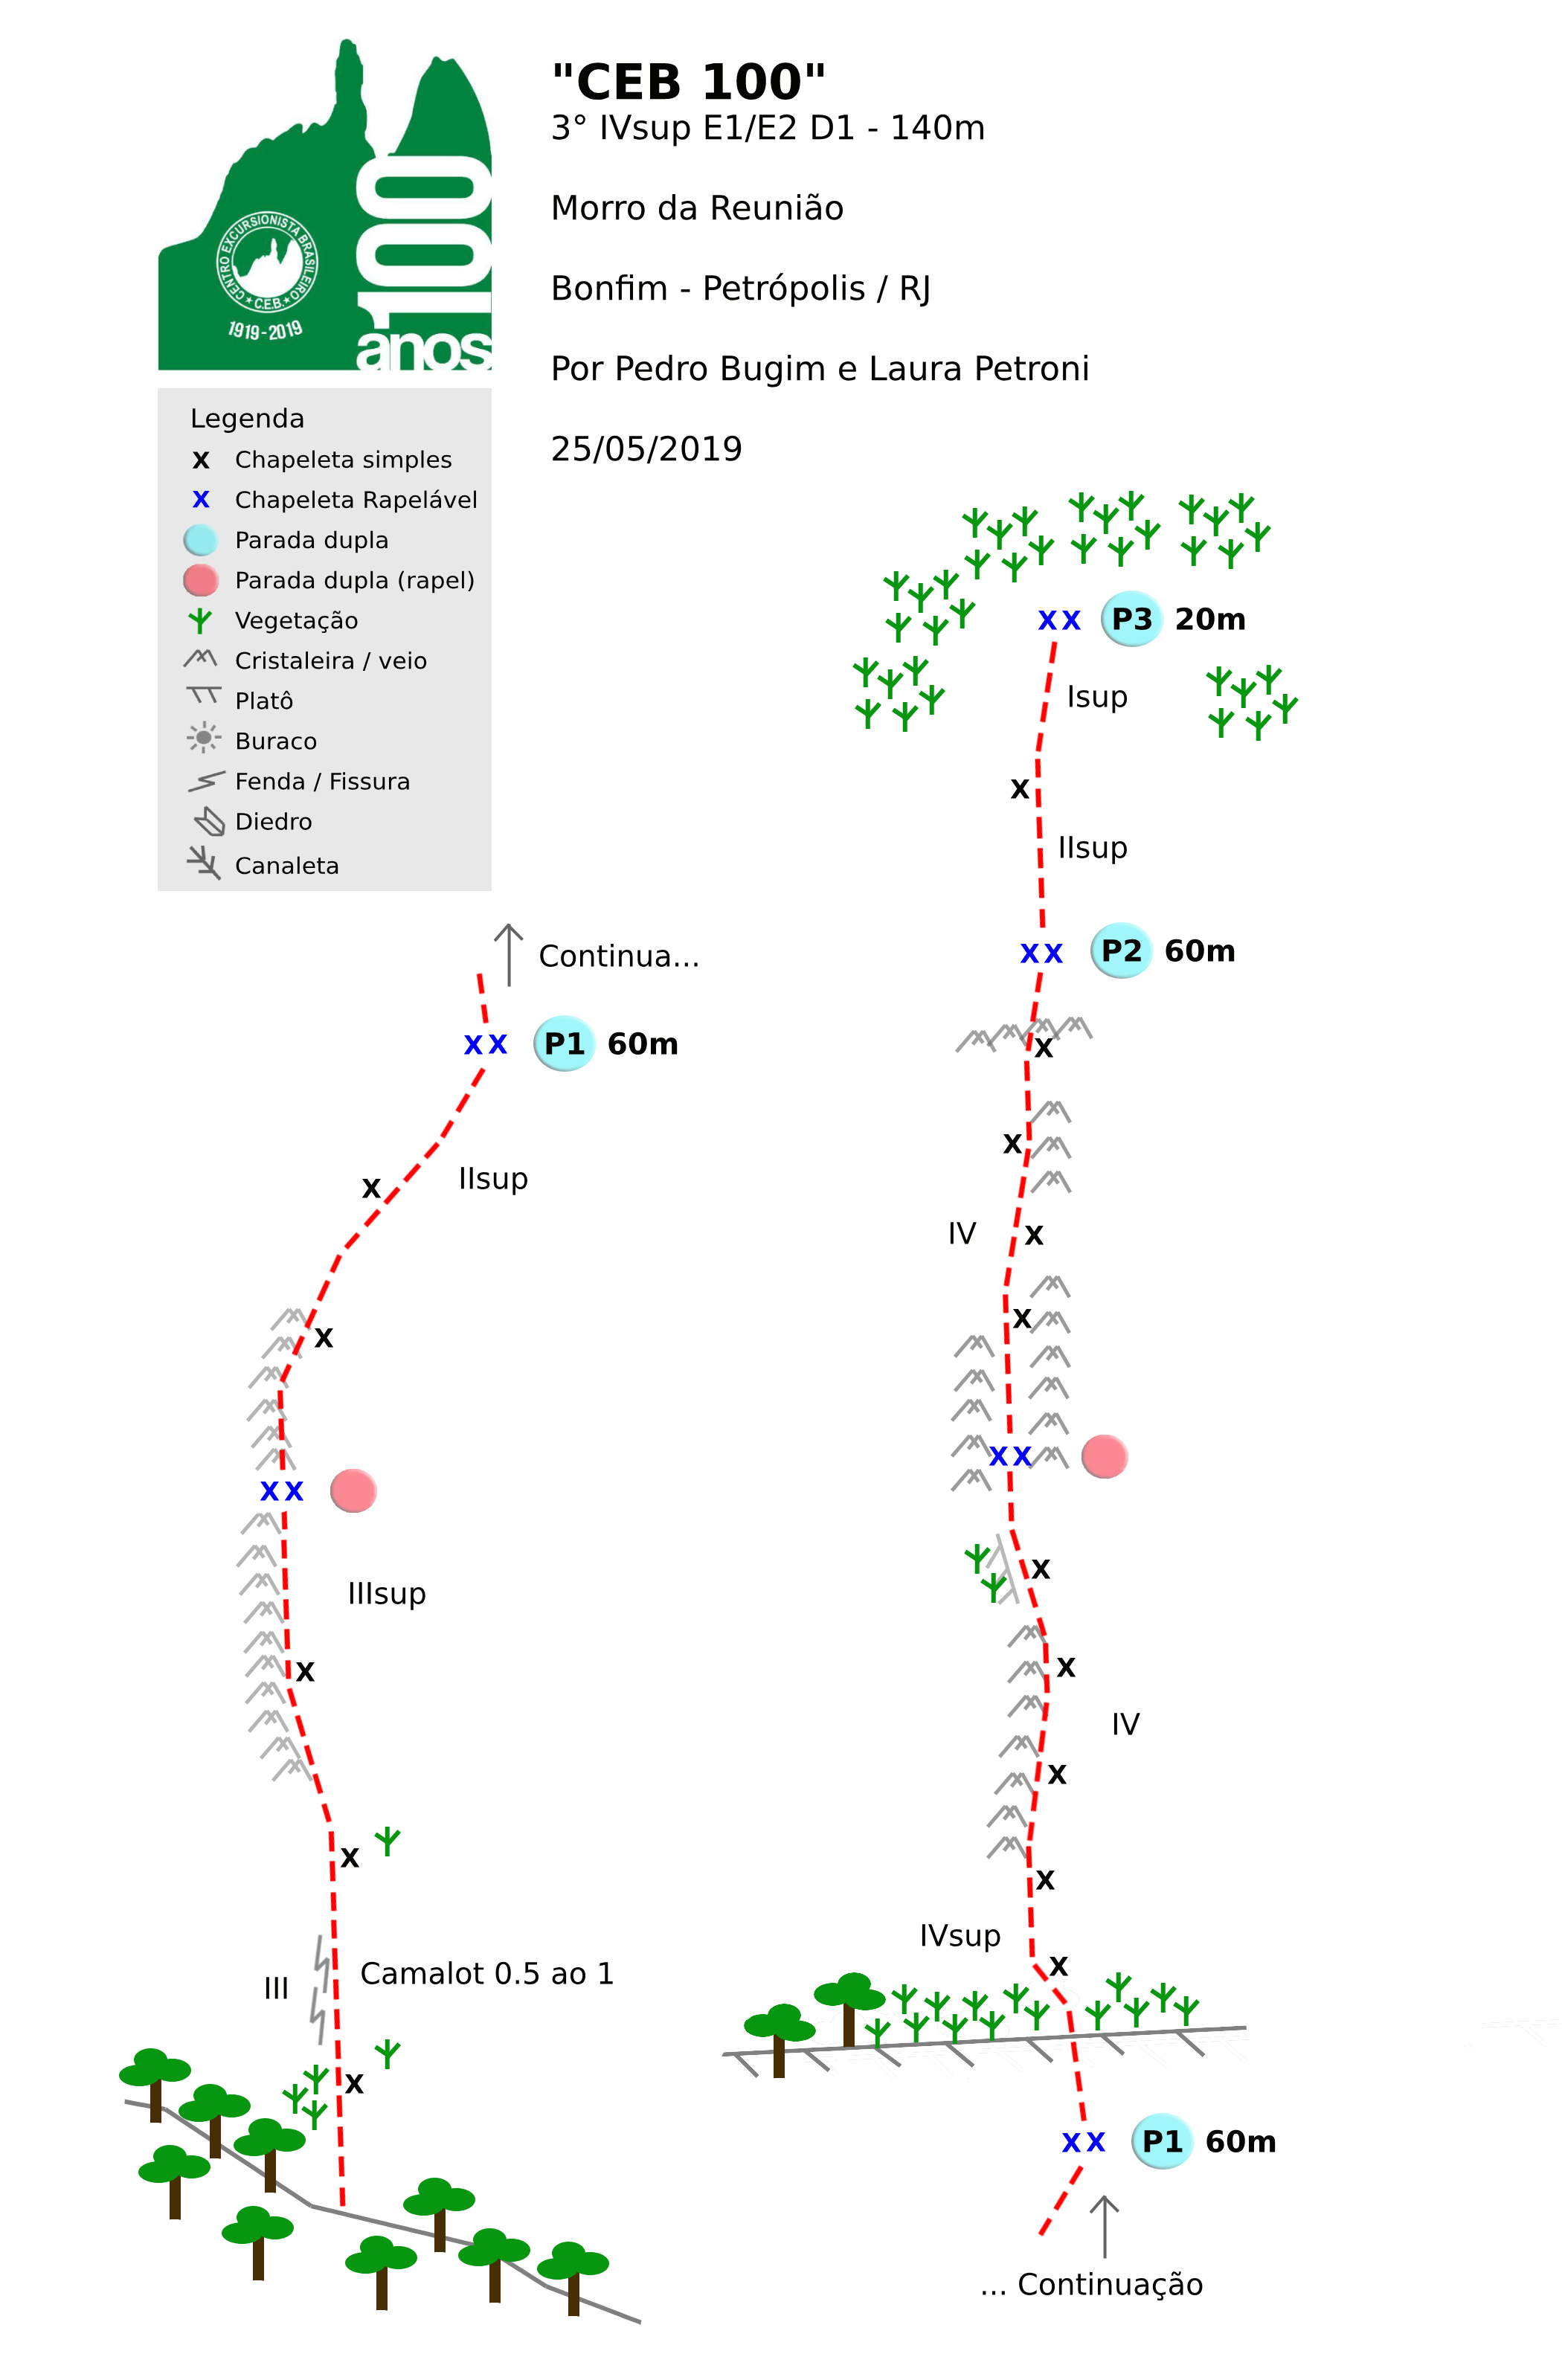 CENTRO EXCURSIONISTA BRASILEIRO
★ C.E.B. ★
1919-2019
100
anos
"CEB 100"
3° IVsup E1/E2 D1 - 140m
Morro da Reunião
Bonfim - Petrópolis / RJ
Por Pedro Bugim e Laura Petroni
25/05/2019
Legenda
x Chapeleta simples
x Chapeleta Rapelável
Parada dupla
Parada dupla (rapel)
Vegetação
Cristaleira / veio
Platô
Buraco
Fenda / Fissura
Diedro
Canaleta
Continua...
x x P1 60m
IIsup
x
x
x x
IIIsup
x
x
III
Camalot 0.5 ao 1
x
x x P3 20m
Isup
x
IIsup
x x P2 60m
x
x
IV
x
x
x x
x
x
IV
x
x
IVsup
x
x x P1 60m
... Continuação